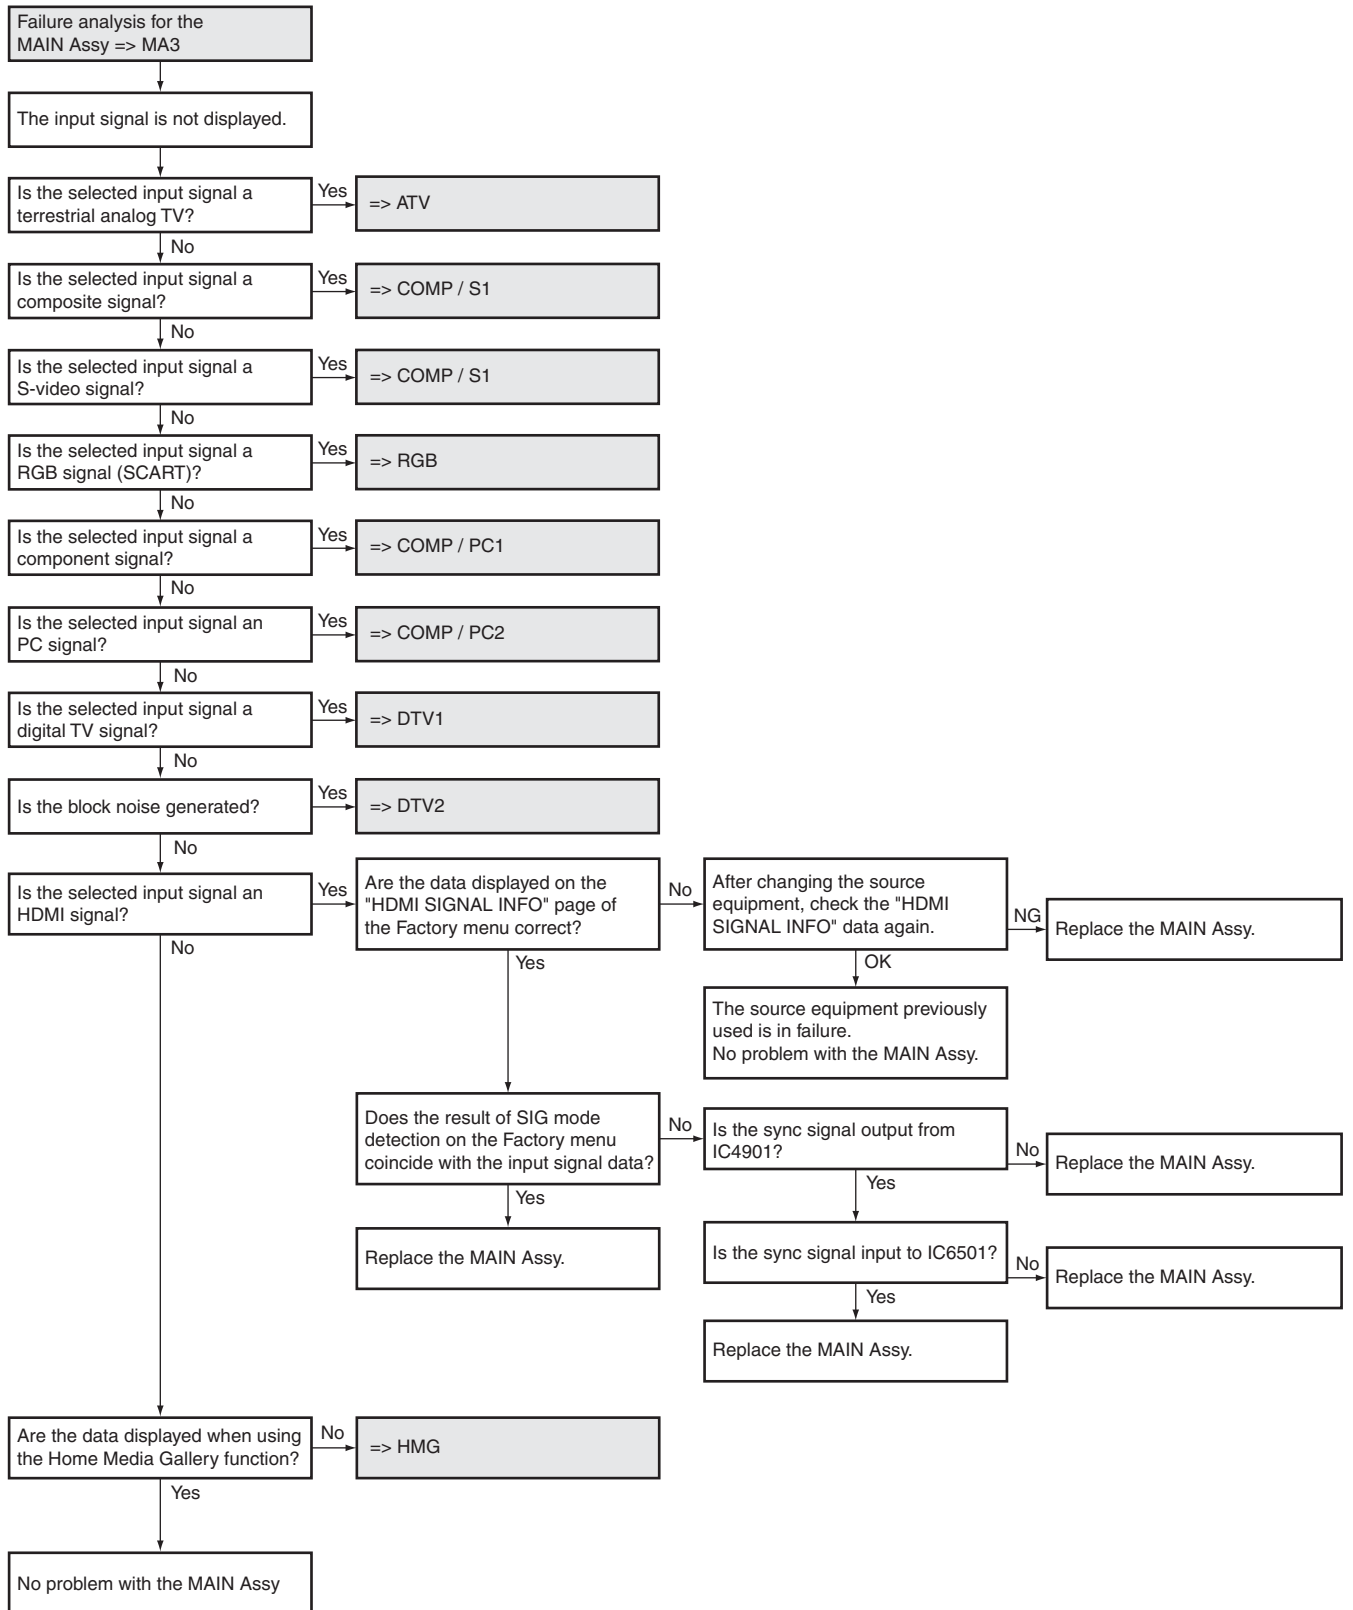 Failure analysis for the
MAIN Assy => MA3
The input signal is not displayed.
Is the selected input signal a
terrestrial analog TV?
Yes
=> ATV
No
Is the selected input signal a
composite signal?
Yes
=> COMP / S1
No
Is the selected input signal a
S-video signal?
Yes
=> COMP / S1
No
Is the selected input signal a
RGB signal (SCART)?
Yes
=> RGB
No
Is the selected input signal a
component signal?
Yes
=> COMP / PC1
No
Is the selected input signal an
PC signal?
Yes
=> COMP / PC2
No
Is the selected input signal a
digital TV signal?
Yes
=> DTV1
No
Is the block noise generated?
Yes
=> DTV2
No
Is the selected input signal an
HDMI signal?
Yes
Are the data displayed on the
"HDMI SIGNAL INFO" page of
the Factory menu correct?
No
After changing the source
equipment, check the "HDMI
SIGNAL INFO" data again.
NG
Replace the MAIN Assy.
No
Yes
OK
The source equipment previously
used is in failure.
No problem with the MAIN Assy.
Does the result of SIG mode
detection on the Factory menu
coincide with the input signal data?
No
Is the sync signal output from
IC4901?
No
Replace the MAIN Assy.
Yes
Yes
Replace the MAIN Assy.
Is the sync signal input to IC6501?
No
Replace the MAIN Assy.
Yes
Replace the MAIN Assy.
Are the data displayed when using
the Home Media Gallery function?
No
=> HMG
Yes
No problem with the MAIN Assy